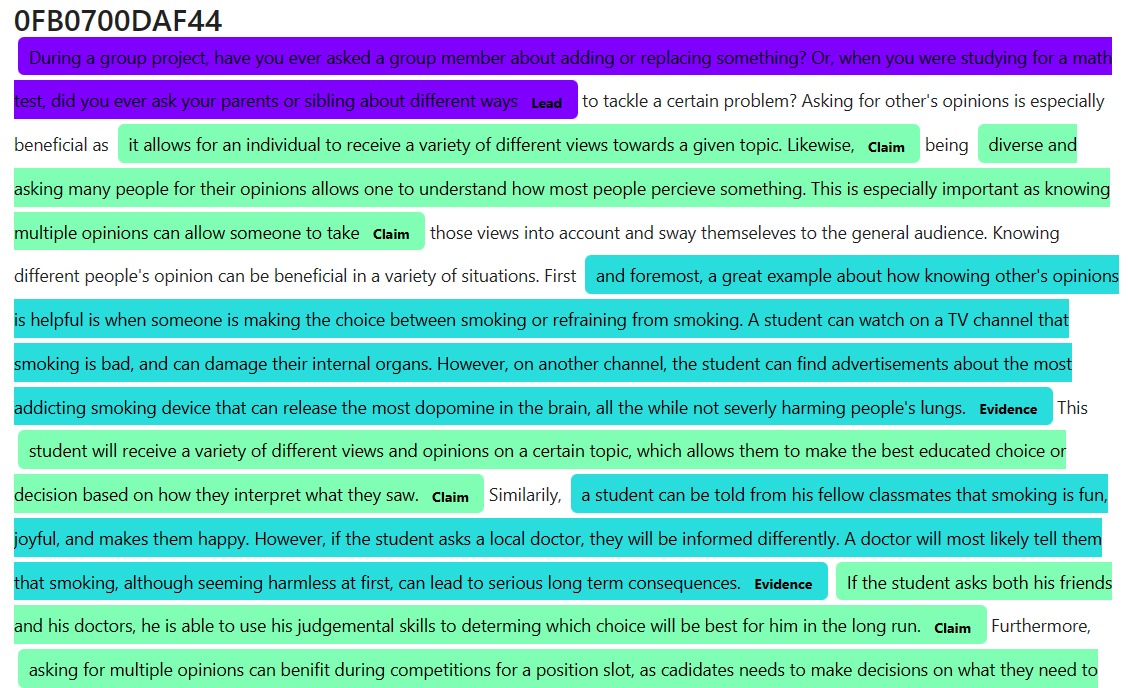 0FB0700DAF44
During a group project, have you ever asked a group member about adding or replacing something? Or, when you were studying for a math
test, did you ever ask your parents or sibling about different ways Lead to tackle a certain problem? Asking for other's opinions is especially
beneficial as it allows for an individual to receive a variety of different views towards a given topic. Likewise, Claim being diverse and
asking many people for their opinions allows one to understand how most people percieve something. This is especially important as knowing
multiple opinions can allow someone to take Claim those views into account and sway themseleves to the general audience. Knowing
different people's opinion can be beneficial in a variety of situations. First and foremost, a great example about how knowing other's opinions
is helpful is when someone is making the choice between smoking or refraining from smoking. A student can watch on a TV channel that
smoking is bad, and can damage their internal organs. However, on another channel, the student can find advertisements about the most
addicting smoking device that can release the most dopomine in the brain, all the while not severly harming people's lungs. Evidence This
student will receive a variety of different views and opinions on a certain topic, which allows them to make the best educated choice or
decision based on how they interpret what they saw. Claim Similarily, a student can be told from his fellow classmates that smoking is fun,
joyful, and makes them happy. However, if the student asks a local doctor, they will be informed differently. A doctor will most likely tell them
that smoking, although seeming harmless at first, can lead to serious long term consequences. Evidence If the student asks both his friends
and his doctors, he is able to use his judgemental skills to determing which choice will be best for him in the long run. Claim Furthermore,
asking for multiple opinions can benifit during competitions for a position slot, as cadidates needs to make decisions on what they need to